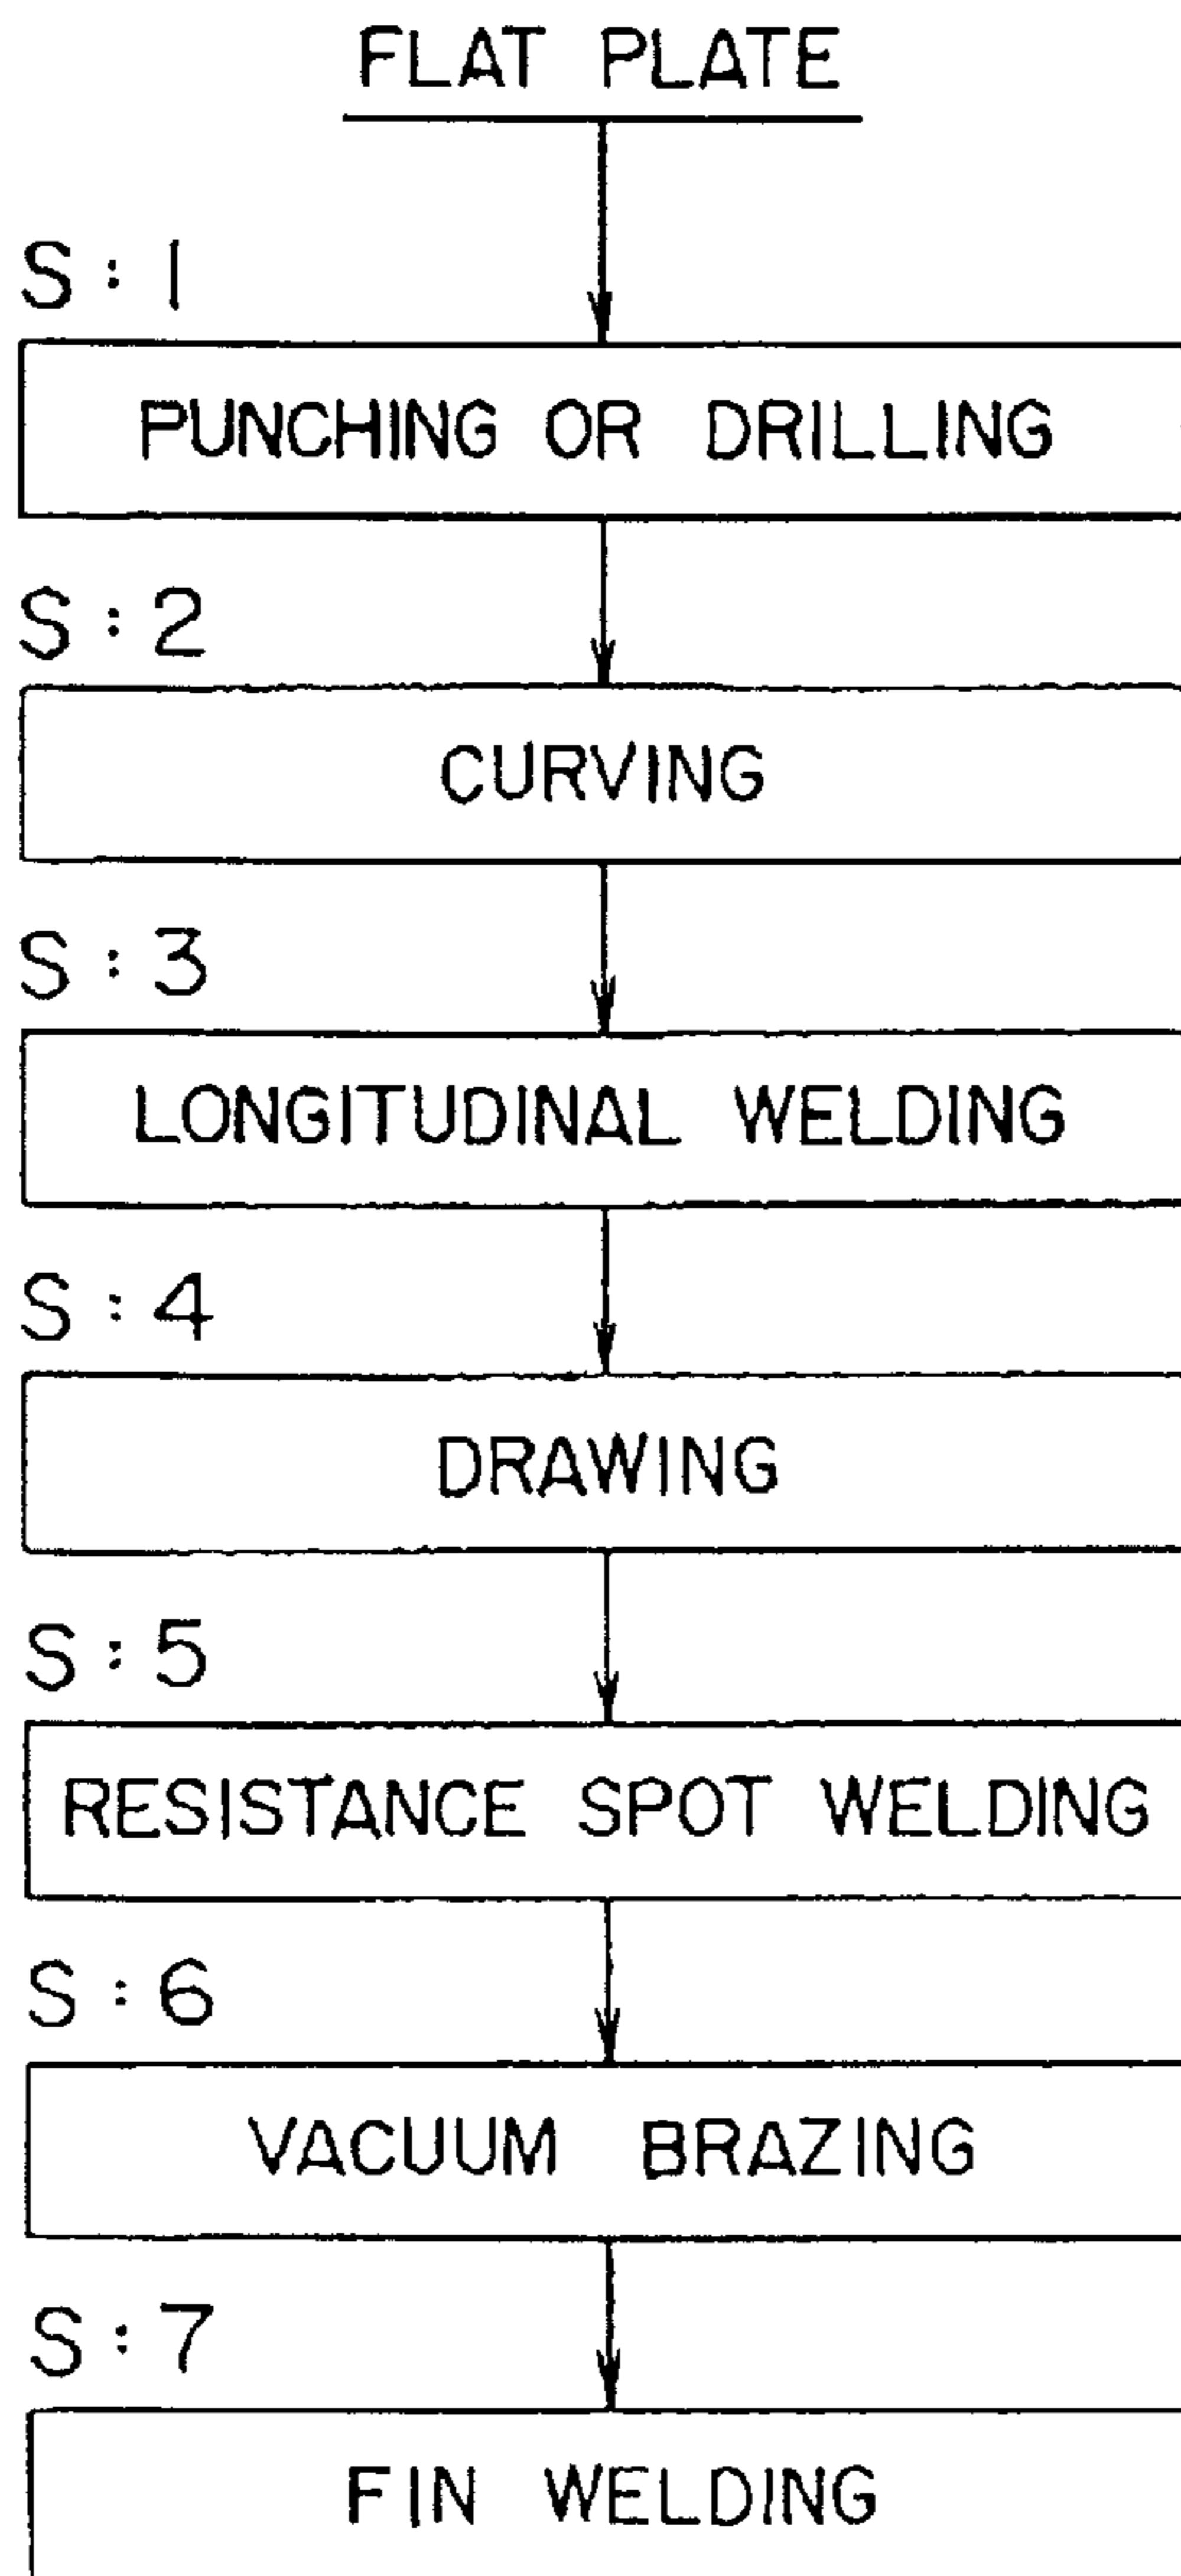 FLAT PLATE
S:1
PUNCHING OR DRILLING
S:2
CURVING
S:3
LONGITUDINAL WELDING
S:4
DRAWING
S:5
RESISTANCE SPOT WELDING
S:6
VACUUM BRAZING
S:7
FIN WELDING